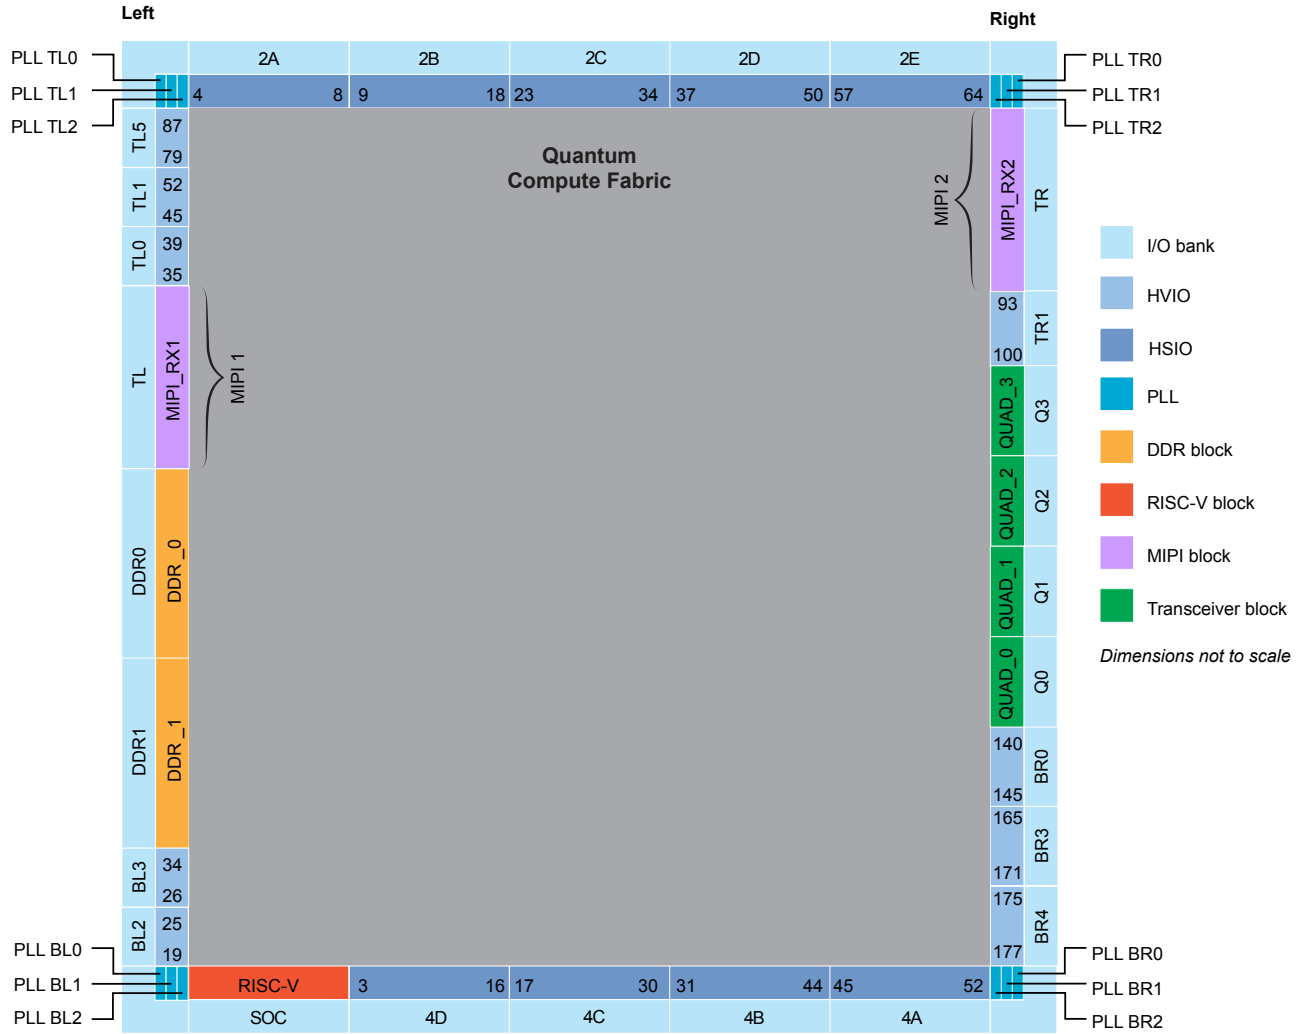 Left
Right
PLL TL0
2A
2B
2C
2D
2E
PLL TR0
PLL TL1
4
8
9
18
23
34
37
50
57
64
PLL TR1
PLL TL2
PLL TR2
TL5
87
79
TL1
52
45
TL0
39
35
TL
MIPI_RX1
MIPI 1
DDR0
DDR _0
DDR1
DDR _1
BL3
34
26
BL2
25
19
Quantum
Compute Fabric
MIPI 2
MIPI_RX2
TR
93
100
TR1
QUAD_3
Q3
QUAD_2
Q2
QUAD_1
Q1
QUAD_0
Q0
140
145
BR0
165
171
BR3
175
177
BR4
I/O bank
HVIO
HSIO
PLL
DDR block
RISC-V block
MIPI block
Transceiver block
Dimensions not to scale
PLL BL0
PLL BR0
PLL BL1
RISC-V
3
16
17
30
31
44
45
52
PLL BR1
PLL BL2
SOC
4D
4C
4B
4A
PLL BR2